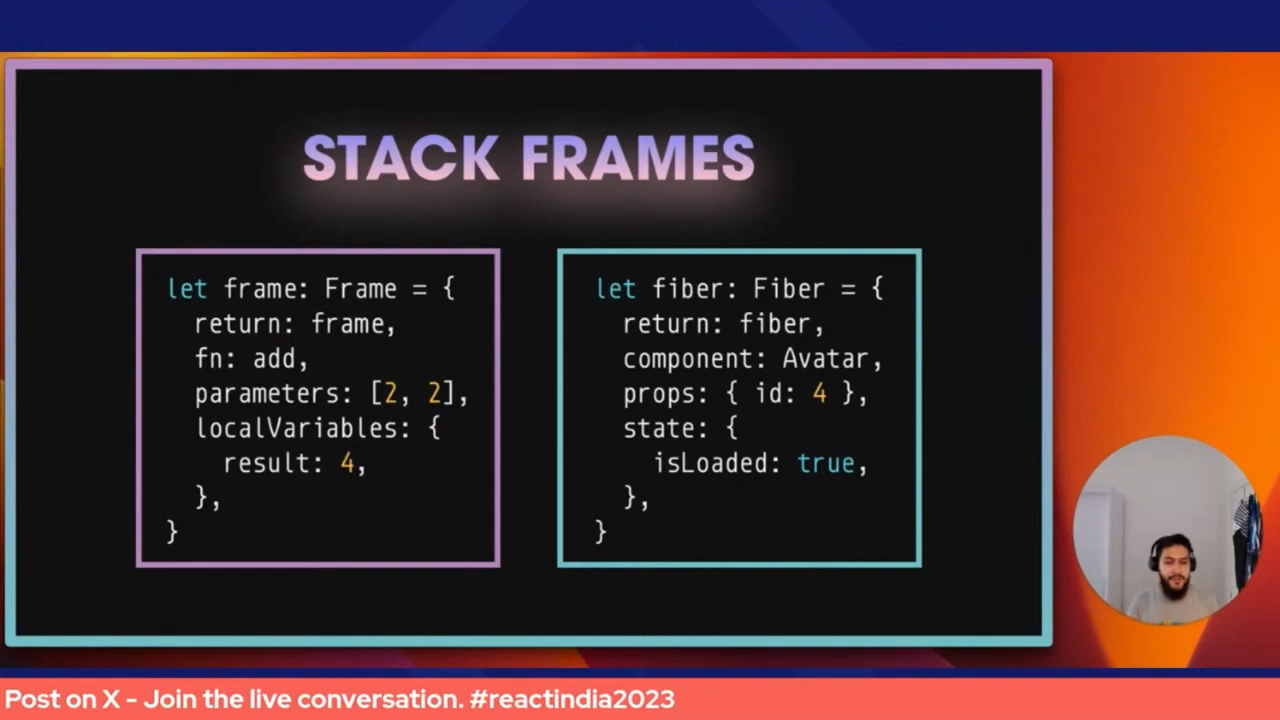 STACK FRAMES
let frame: Frame = {
return: frame,
fn: add,
parameters: [2, 2],
localVariables: {
result: 4,
},
}
let fiber: Fiber = {
return: fiber,
component: Avatar,
props: { id: 4 },
state: {
isLoaded: true,
},
}
Post on X - Join the live conversation. #reactindia2023